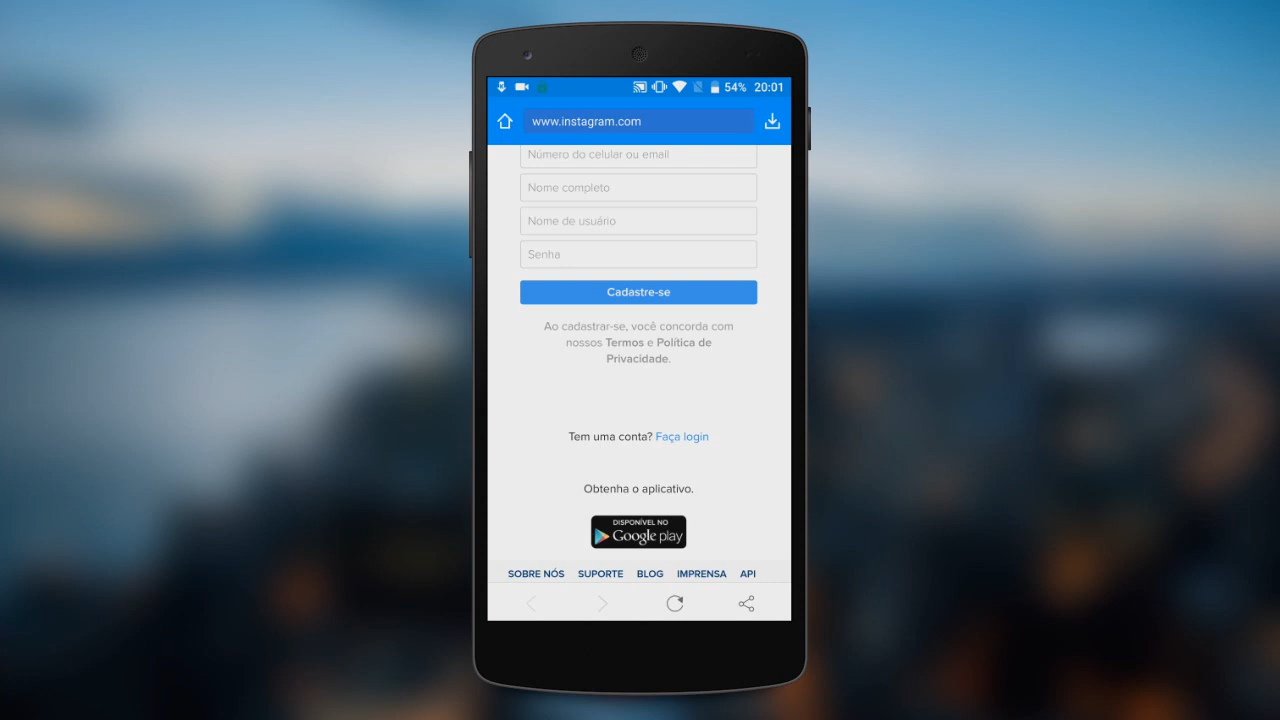 54% 20:01
www.instagram.com
Número do celular ou email
Nome completo
Nome de usuário
Senha
Cadastre-se
Ao cadastrar-se, você concorda com
nossos Termos e Política de
Privacidade.
Tem uma conta? Faça login
Obtenha o aplicativo.
DISPONÍVEL NO
Google play
SOBRE NÓS SUPORTE BLOG IMPRENSA API